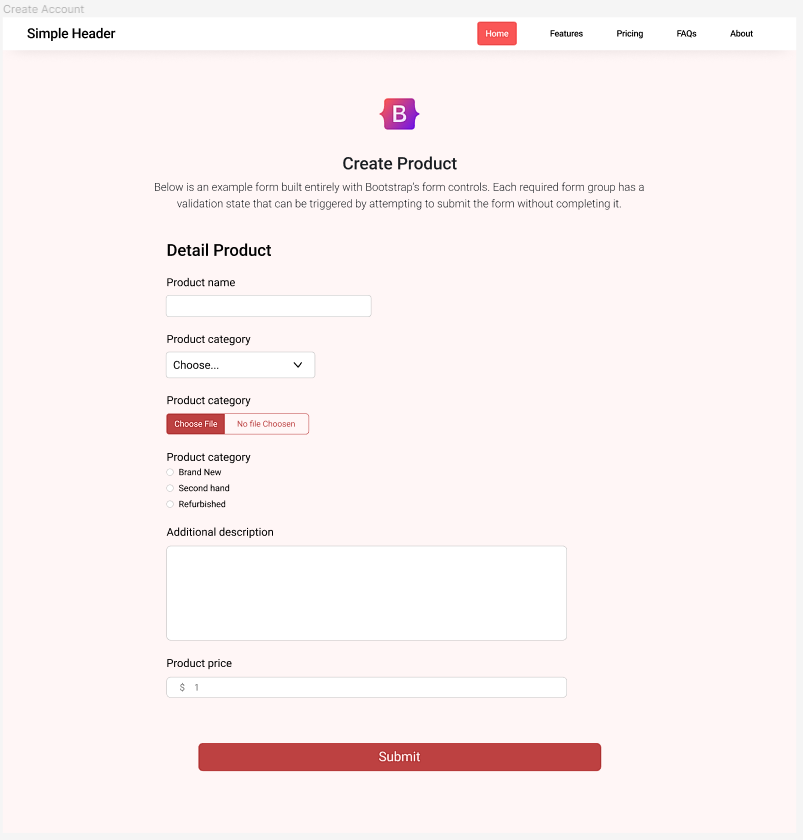 Create Account
Simple Header
Home
Features
Pricing
FAQs
About
B
Create Product
Below is an example form built entirely with Bootstrap's form controls. Each required form group has a
validation state that can be triggered by attempting to submit the form without completing it.
Detail Product
Product name
Product category
Choose...
Product category
Choose File
No file Choosen
Product category
Brand New
Second hand
Refurbished
Additional description
Product price
$ 1
Submit